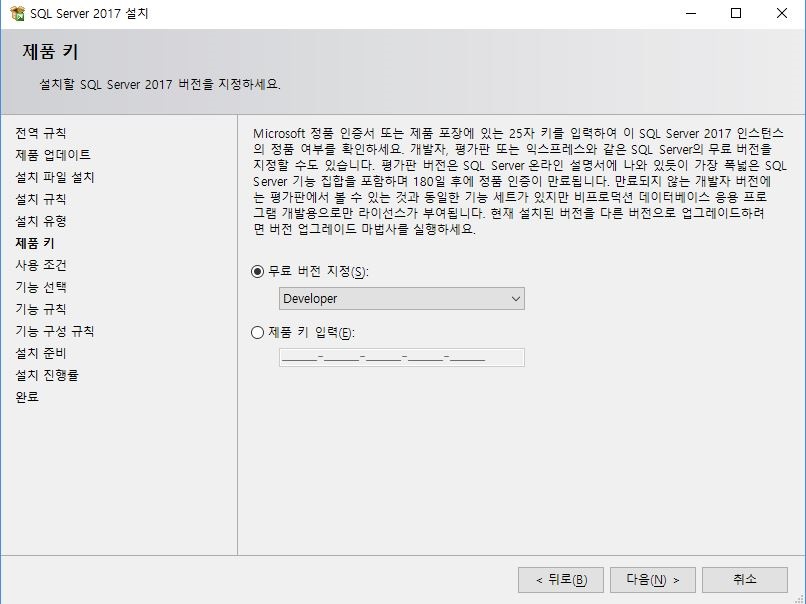 SQL Server 2017 설치
제품 키
설치할 SQL Server 2017 버전을 지정하세요.
전역 규칙
제품 업데이트
설치 파일 설치
설치 규칙
설치 유형
제품 키
사용 조건
기능 선택
기능 규칙
기능 구성 규칙
설치 준비
설치 진행률
완료
Microsoft 정품 인증서 또는 제품 포장에 있는 25자 키를 입력하여 이 SQL Server 2017 인스턴스
의 정품 여부를 확인하세요. 개발자, 평가판 또는 익스프레스와 같은 SQL Server의 무료 버전을
지정할 수도 있습니다. 평가판 버전은 SQL Server 온라인 설명서에 나와 있듯이 가장 폭넓은 SQL
Server 기능 집합을 포함하며 180일 후에 정품 인증이 만료됩니다. 만료되지 않는 개발자 버전에
는 평가판에서 볼 수 있는 것과 동일한 기능 세트가 있지만 비프로덕션 데이터베이스 응용 프로
그램 개발용으로만 라이선스가 부여됩니다. 현재 설치된 버전을 다른 버전으로 업그레이드하려
면 버전 업그레이드 마법사를 실행하세요.
무료 버전 지정(S):
Developer
제품 키 입력(E):
_____-_____-_____-_____-_____
< 뒤로(B)
다음(N) >
취소